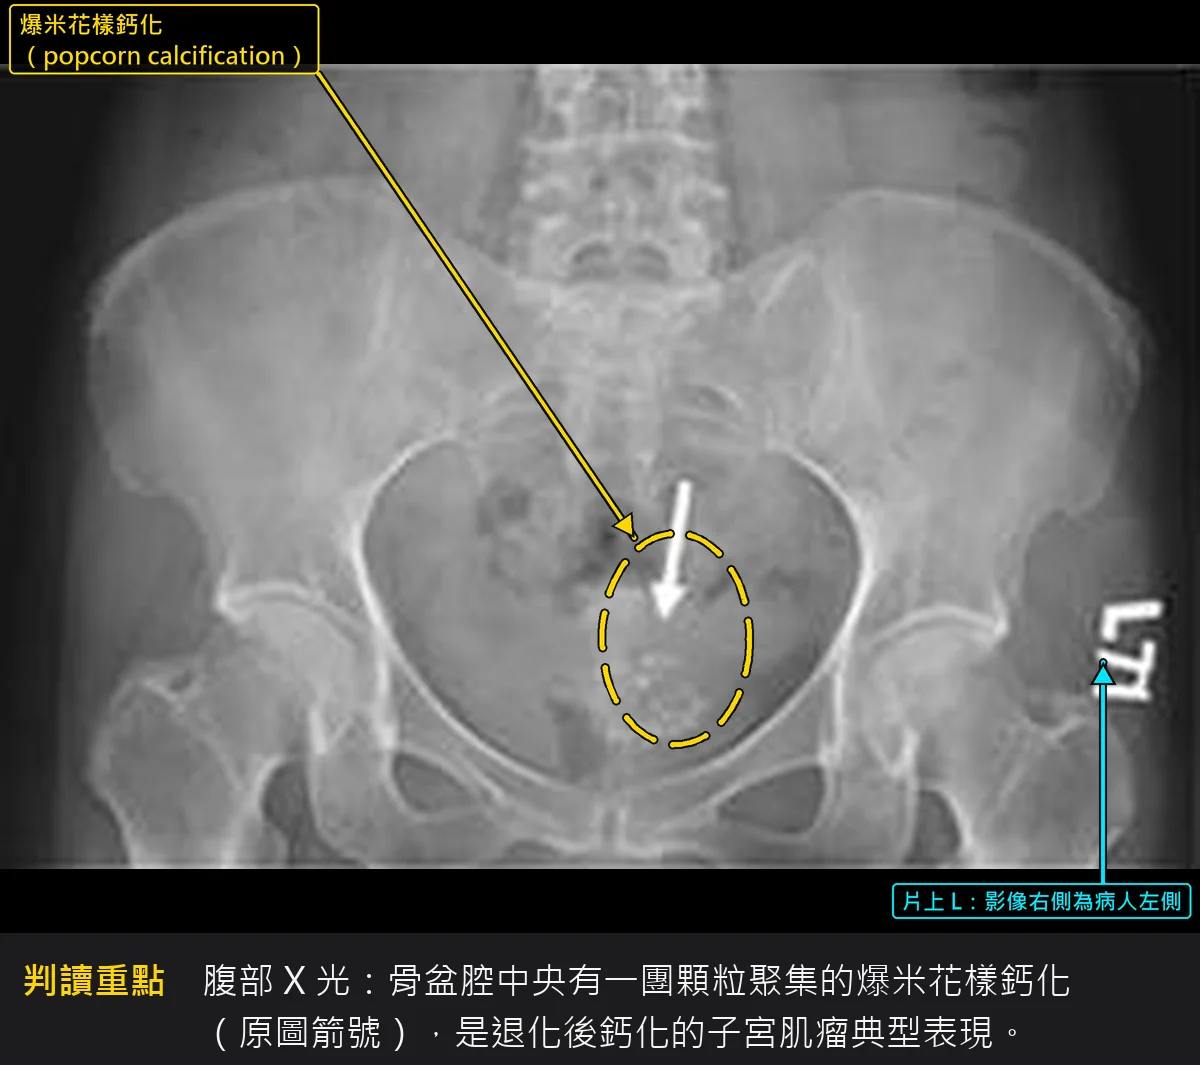 爆米花樣鈣化
（popcorn calcification）
L
片上 L：影像右側為病人左側
判讀重點 腹部 X 光：骨盆腔中央有一團顆粒聚集的爆米花樣鈣化
（原圖箭號），是退化後鈣化的子宮肌瘤典型表現。